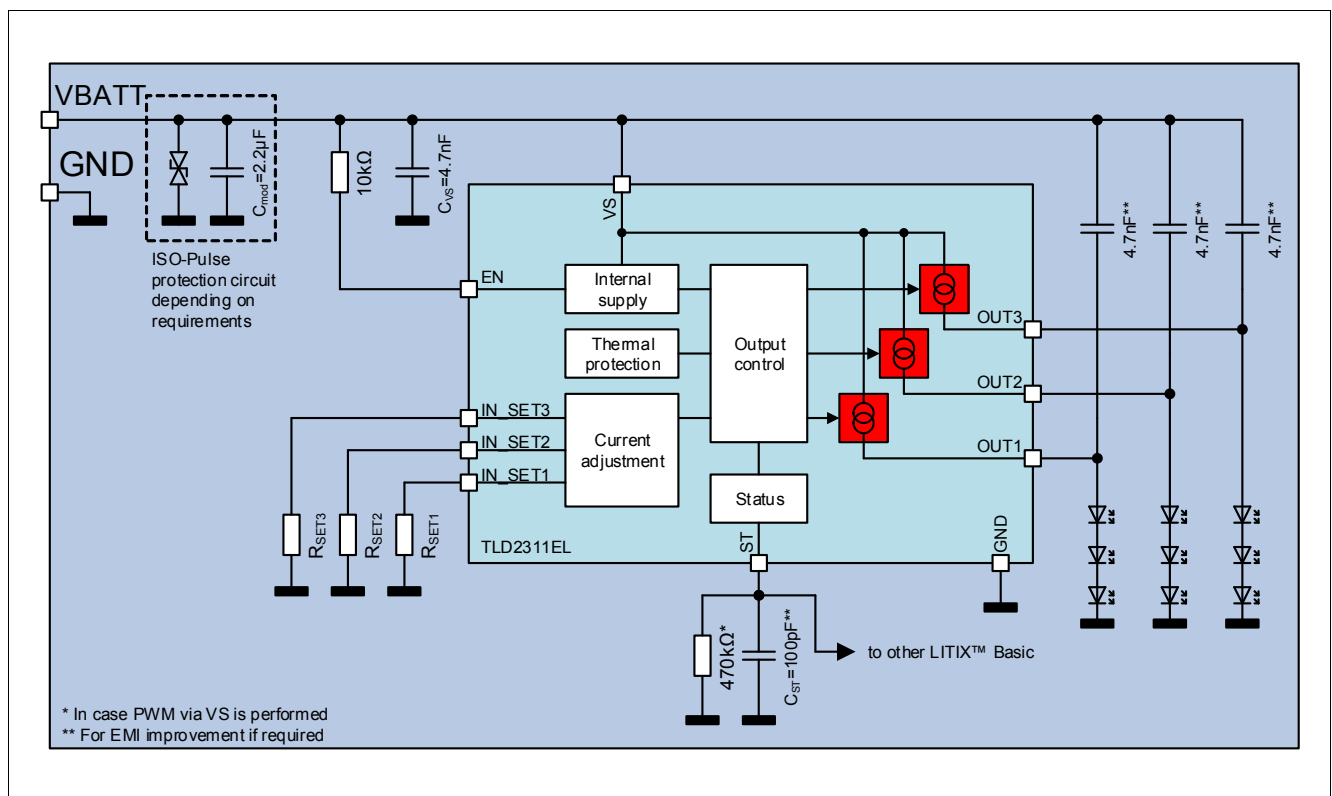 VBATT
GND
ISO-Pulse
protection circuit
depending on
requirements
Cmod=2.2µF
10kΩ
CVS=4.7nF
VS
4.7nF**
4.7nF**
4.7nF**
EN
Internal
supply
Thermal
protection
Output
control
OUT3
OUT2
OUT1
IN_SET3
IN_SET2
IN_SET1
Current
adjustment
Status
RSET3
RSET2
RSET1
TLD2311EL
ST
GND
470kΩ*
CST=100pF**
to other LITIX™ Basic
* In case PWM via VS is performed
** For EMI improvement if required